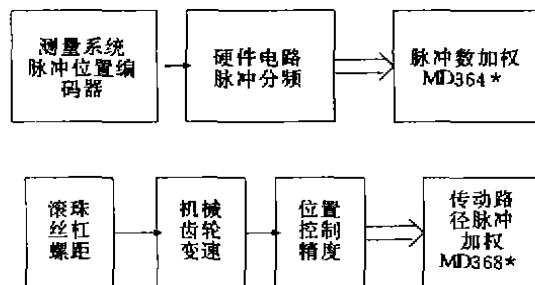 测量系统
脉冲位置编
码器
硬件电路
脉冲分频
脉冲数加权
MD364*
滚珠
丝杠
螺距
机械
齿轮
变速
位置
控制
精度
传动路
径脉冲
加权
MD368*